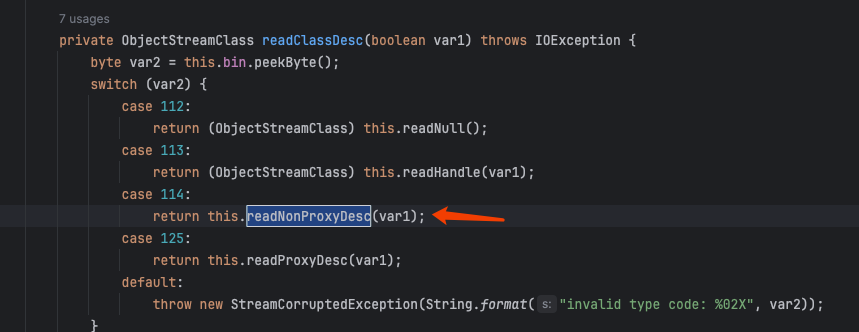 7 usages
private ObjectStreamClass readClassDesc(boolean var1) throws IOException {
byte var2 = this.bin.peekByte();
switch (var2) {
case 112:
return (ObjectStreamClass) this.readNull();
case 113:
return (ObjectStreamClass) this.readHandle(var1);
case 114:
return this.readNonProxyDesc(var1);
case 125:
return this.readProxyDesc(var1);
default:
throw new StreamCorruptedException(String.format( s: "invalid type code: %02X", var2));
}